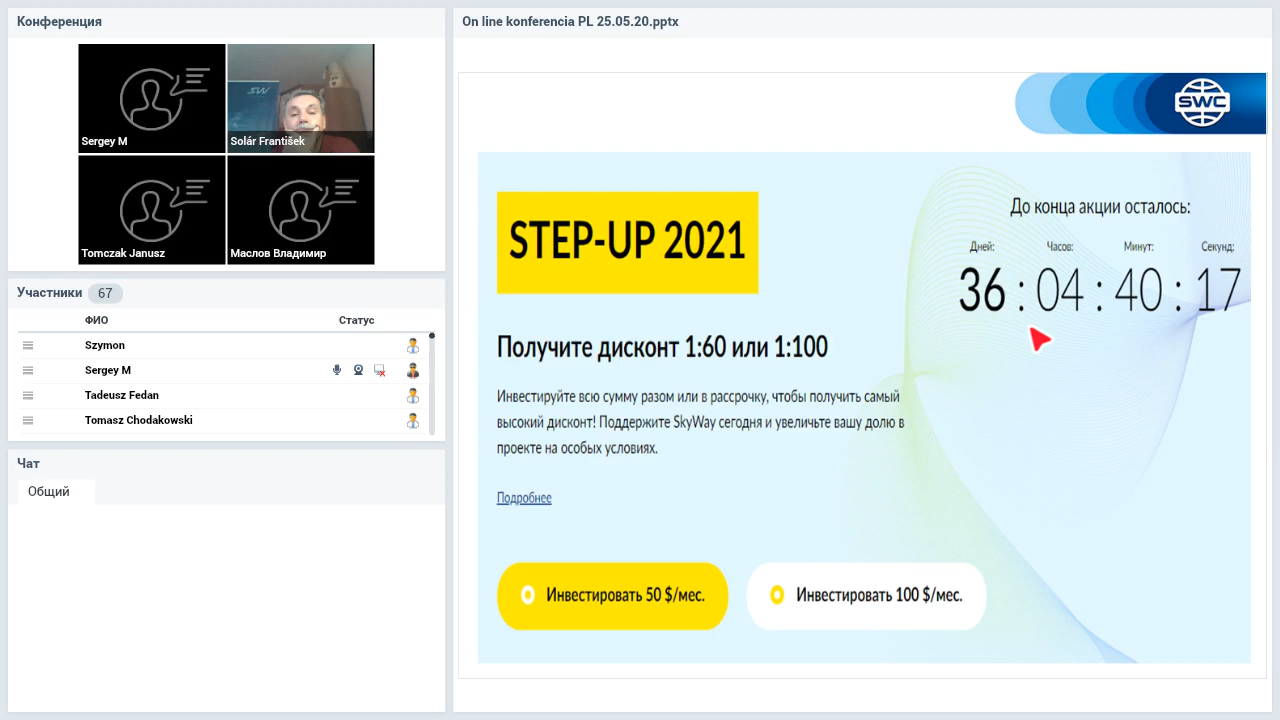 Конференция
Sergey M
Solár František
Tomczak Janusz
Маслов Владимир
Участники 67
ФИО Статус
Szymon
Sergey M
Tadeusz Fedan
Tomasz Chodakowski
Чат
Общий
On line konferencia PL 25.05.20.pptx
SWC
STEP-UP 2021
До конца акции осталось:
Дней: Часов: Минут: Секунд:
36 : 04 : 40 : 17
Получите дисконт 1:60 или 1:100
Инвестируйте всю сумму разом или в рассрочку, чтобы получить самый
высокий дисконт! Поддержите SkyWay сегодня и увеличьте вашу долю в
проекте на особых условиях.
Подробнее
Инвестировать 50 $/мес.
Инвестировать 100 $/мес.